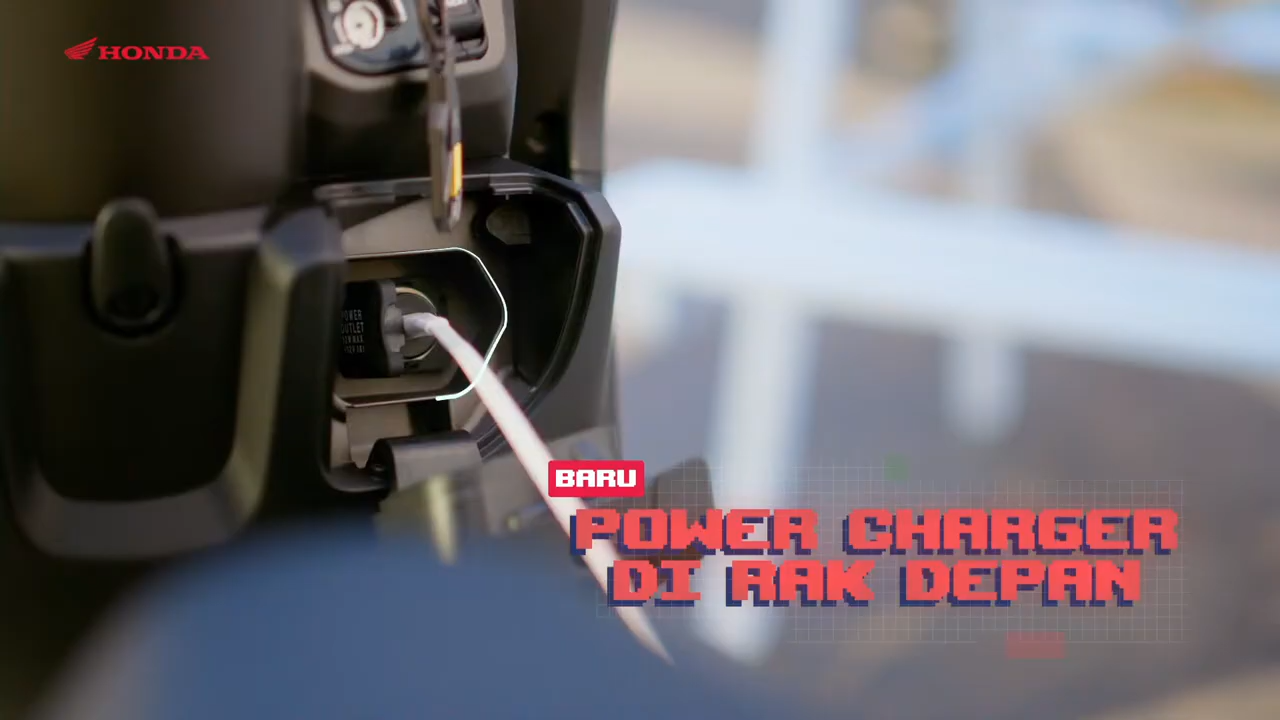 HONDA
POWER
OUTLET
BARU
POWER CHARGER
DI RAK DEPAN